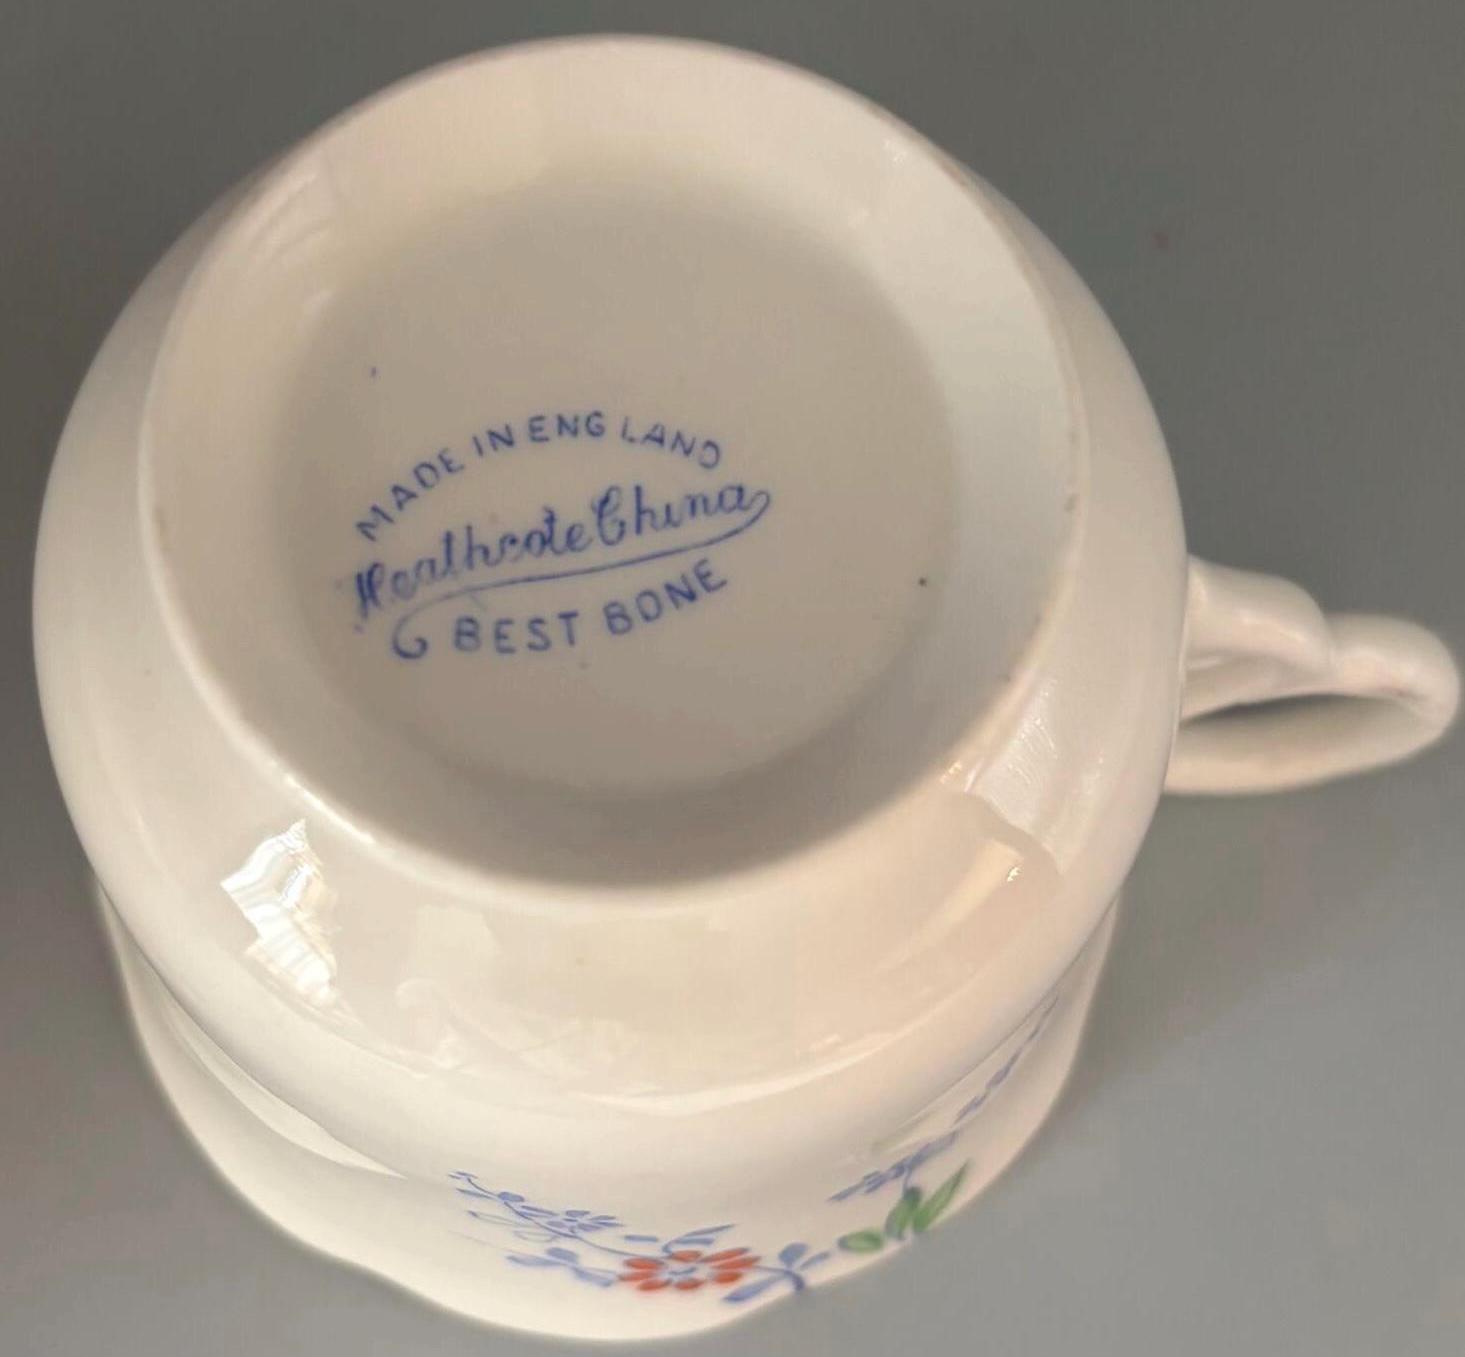 MADE IN ENGLAND
Heathcote China
BEST BONE